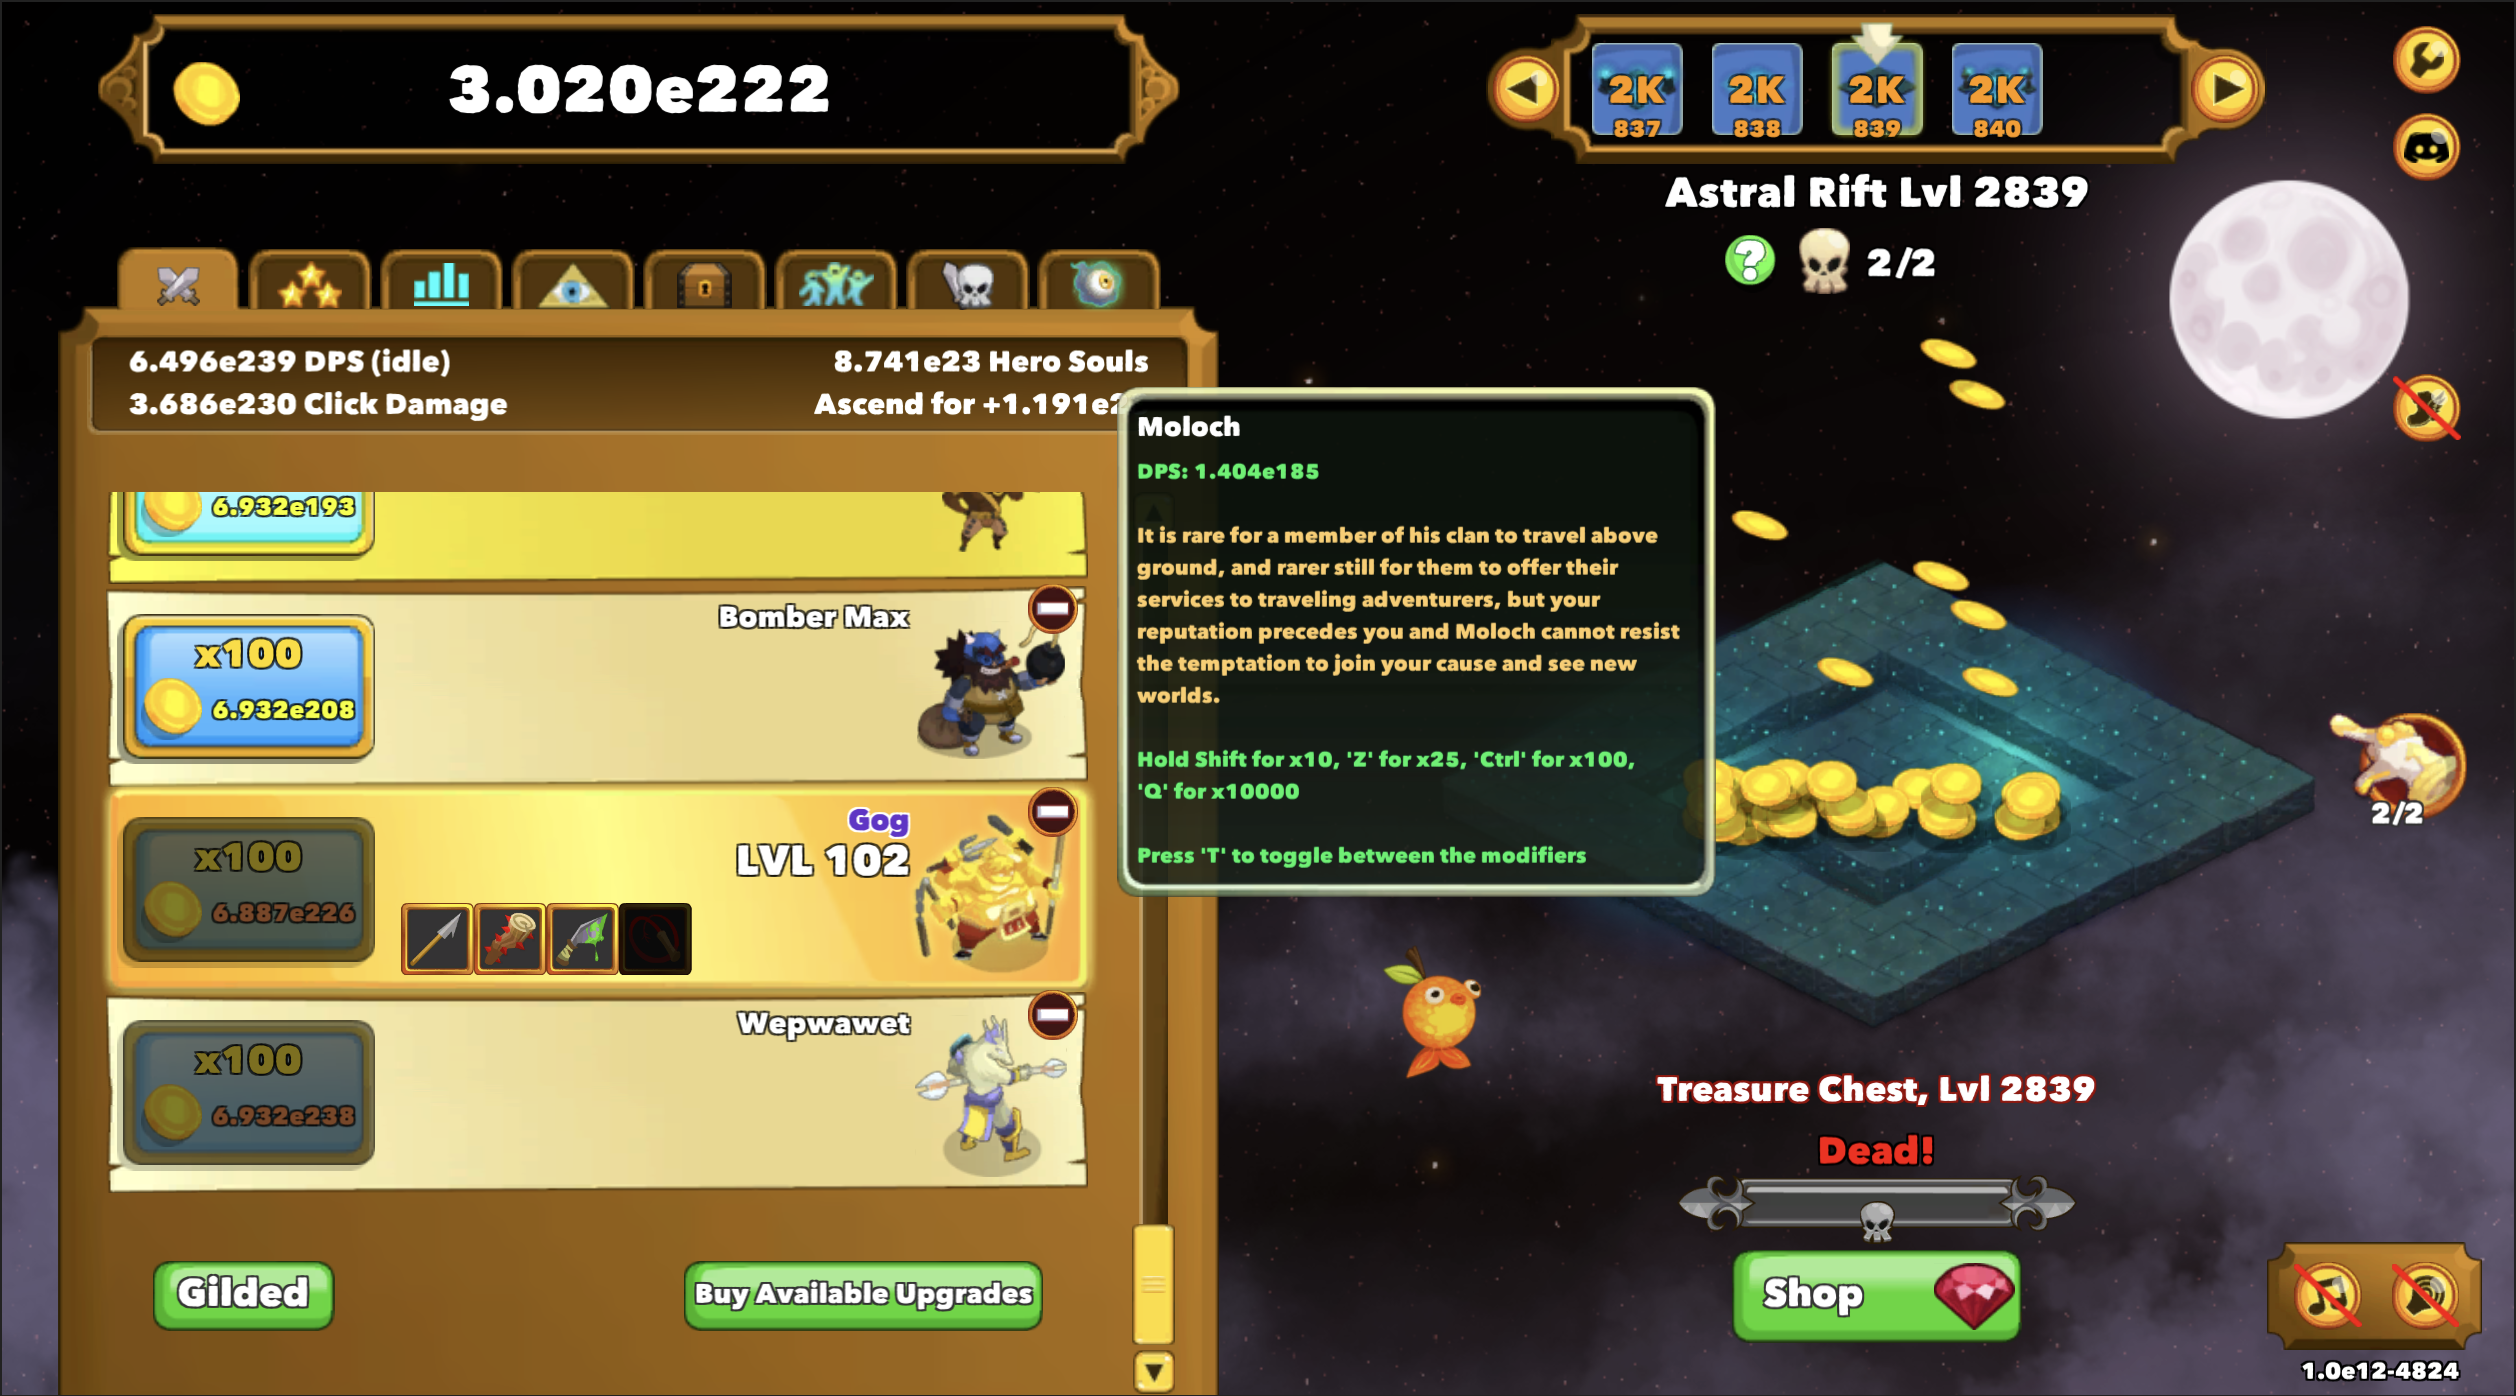 3.020e222
2K
837
2K
838
2K
839
2K
840
Astral Rift Lvl 2839
?
2/2
6.496e239 DPS (idle)
8.741e23 Hero Souls
3.686e230 Click Damage
Ascend for +1.191e2
Moloch
DPS: 1.404e185
It is rare for a member of his clan to travel above
ground, and rarer still for them to offer their
services to traveling adventurers, but your
reputation precedes you and Moloch cannot resist
the temptation to join your cause and see new
worlds.
Hold Shift for x10, 'Z' for x25, 'Ctrl' for x100,
'Q' for x10000
Press 'T' to toggle between the modifiers
6.932e193
Bomber Max
x100
6.932e208
Gog
LVL 102
x100
6.887e226
Wepwawet
x100
6.932e238
2/2
Treasure Chest, Lvl 2839
Dead!
Gilded
Buy Available Upgrades
Shop
1.0e12-4824